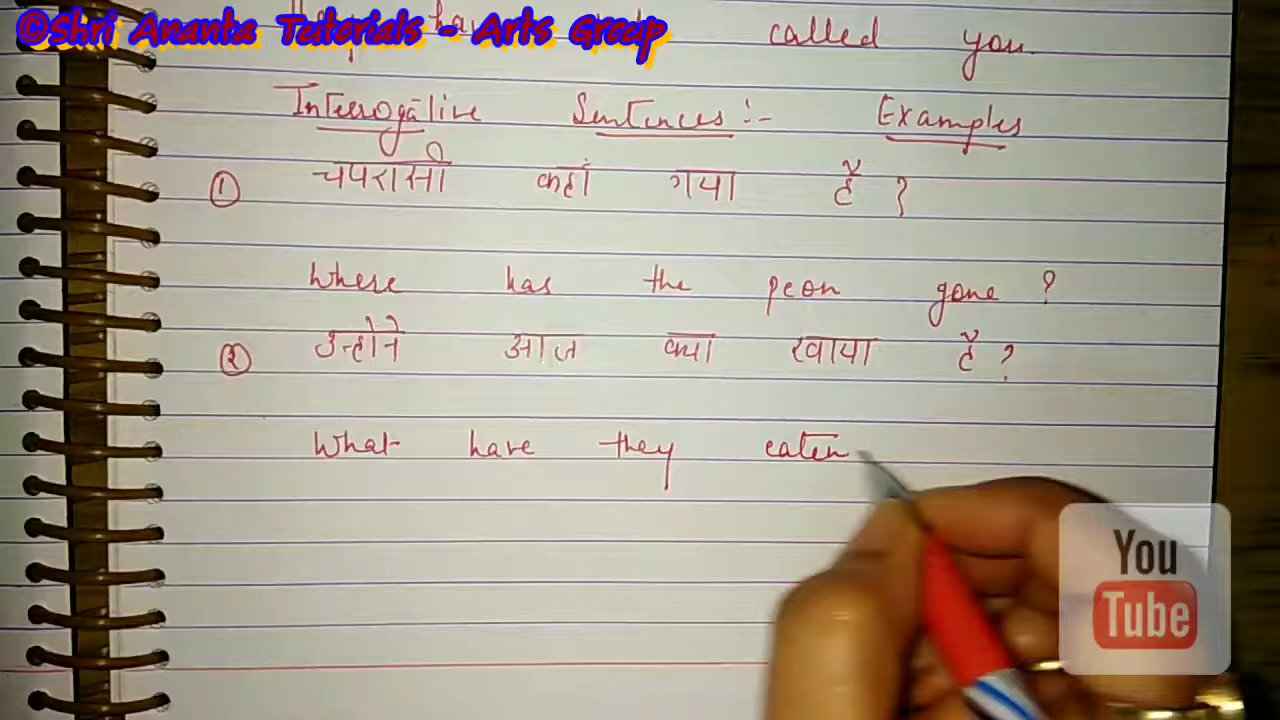 ©Shri Ananta Tutorials - Arts Group
called you
Interrogative Sentences :- Examples
① चपरासी कहां गया है ?
Where has the peon gone ?
② उन्होने आज क्या खाया है ?
What have they eaten
You
Tube